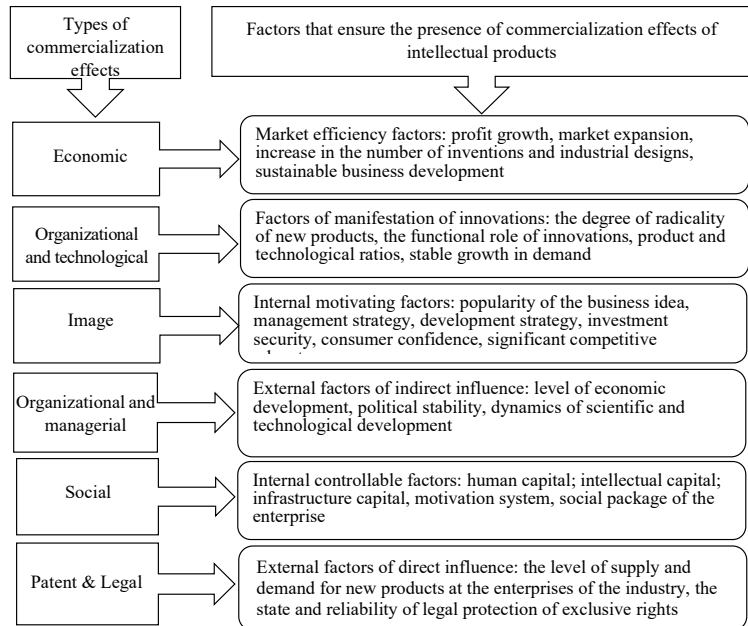 Types of
commercialization
effects
Factors that ensure the presence of commercialization effects of
intellectual products
Economic
Market efficiency factors: profit growth, market expansion,
increase in the number of inventions and industrial designs,
sustainable business development
Organizational
and technological
Factors of manifestation of innovations: the degree of radicality
of new products, the functional role of innovations, product and
technological ratios, stable growth in demand
Image
Internal motivating factors: popularity of the business idea,
management strategy, development strategy, investment
security, consumer confidence, significant competitive
Organizational and
managerial
External factors of indirect influence: level of economic
development, political stability, dynamics of scientific and
technological development
Social
Internal controllable factors: human capital; intellectual capital;
infrastructure capital, motivation system, social package of the
enterprise
Patent & Legal
External factors of direct influence: the level of supply and
demand for new products at the enterprises of the industry, the
state and reliability of legal protection of exclusive rights